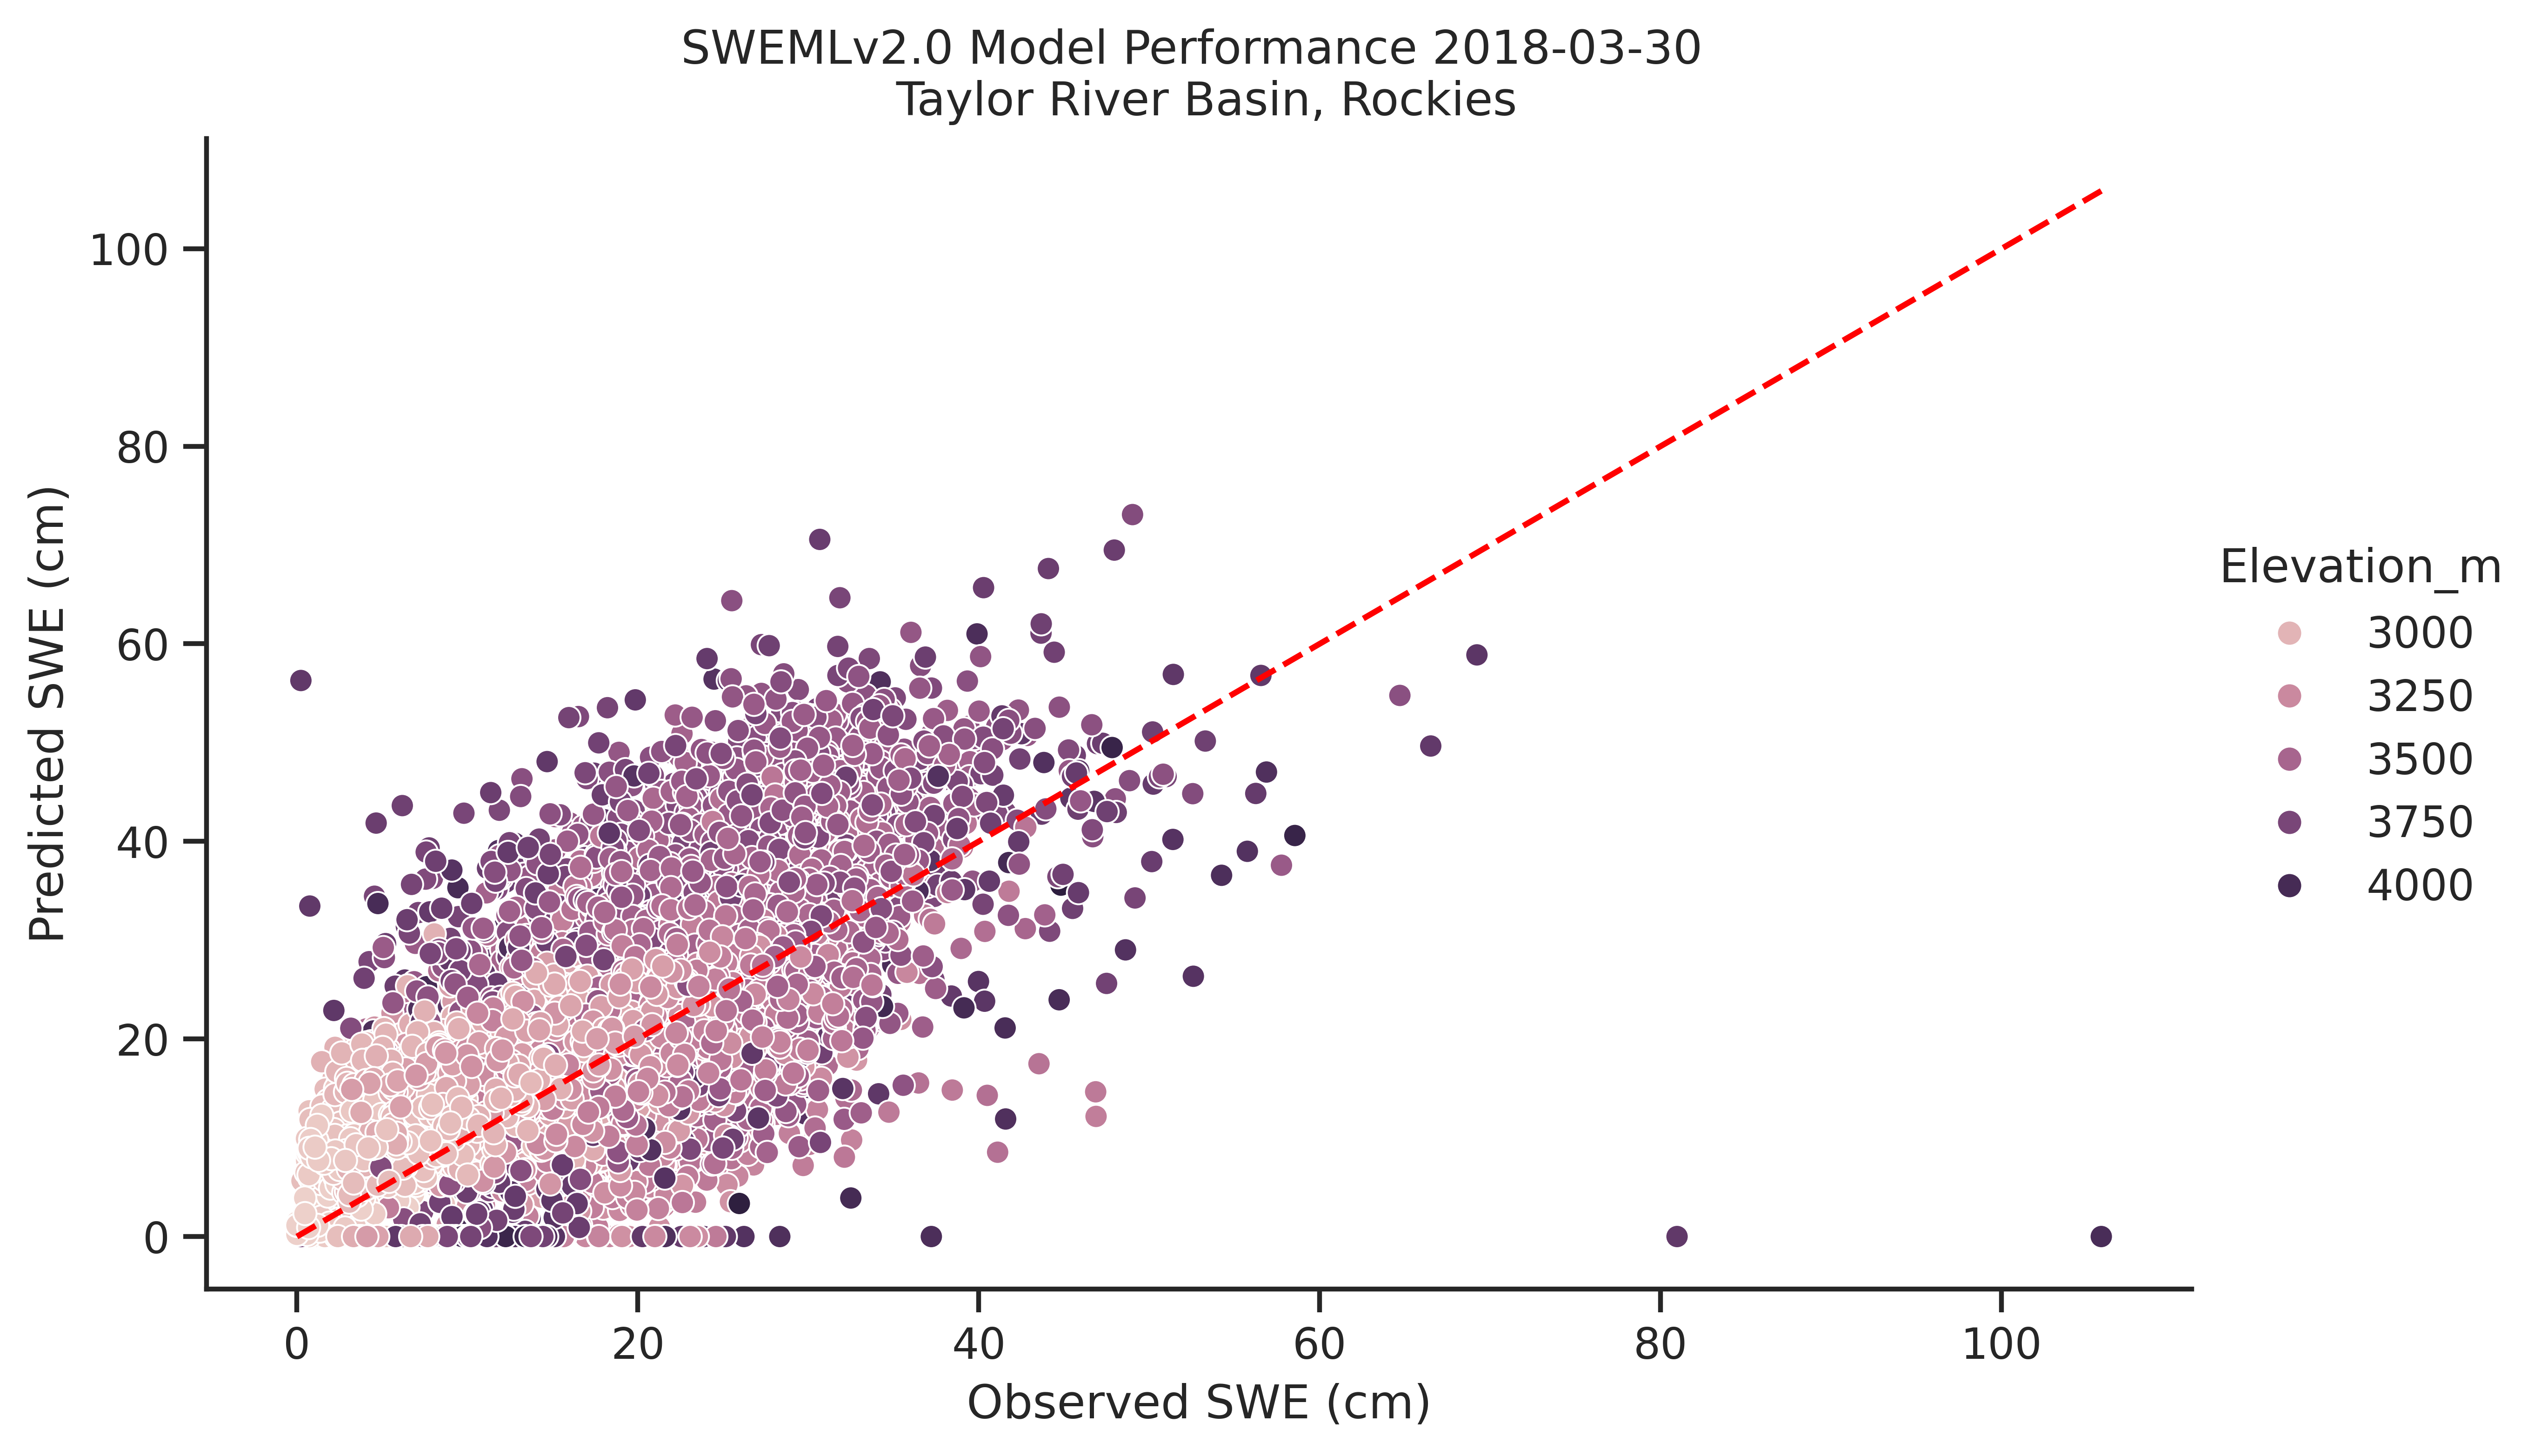 SWEMLv2.0 Model Performance 2018-03-30
Taylor River Basin, Rockies
100
80
60
40
20
0
Predicted SWE (cm)
0 20 40 60 80 100
Observed SWE (cm)
Elevation_m
3000
3250
3500
3750
4000